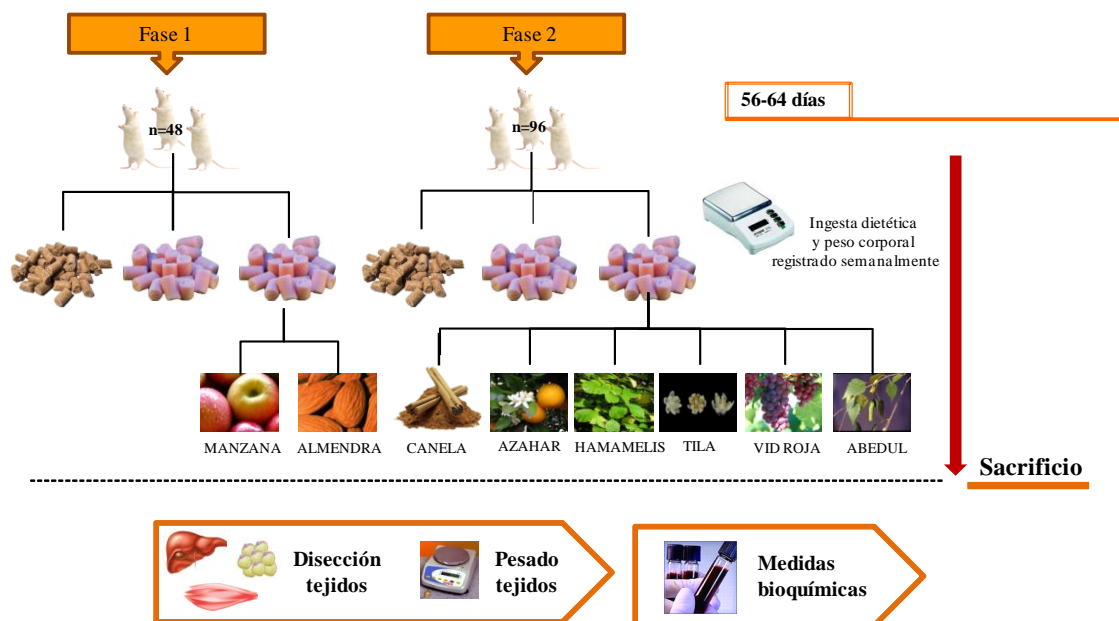 Fase 1
Fase 2
n=48
n=96
56-64 días
Ingesta dietética
y peso corporal
registrado semanalmente
MANZANA
ALMENDRA
CANELA
AZAHAR
HAMAMELIS
TILA
VID ROJA
ABEDUL
Sacrificio
Disección
tejidos
Pesado
tejidos
Medidas
bioquímicas